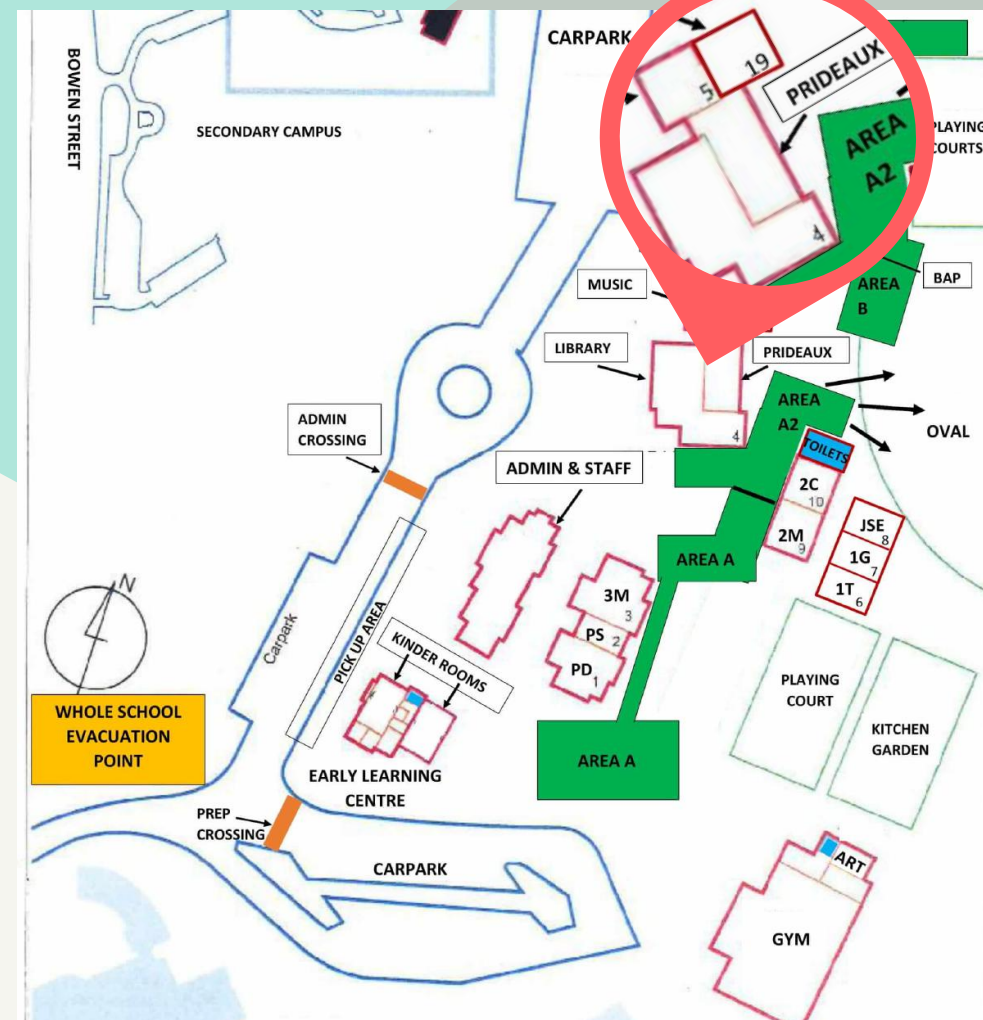 BOWEN STREET
SECONDARY CAMPUS
CARPARK
19
5
PRIDEAUX
4
AREA
A2
PLAYING
COURTS
BAP
AREA
B
MUSIC
LIBRARY
PRIDEAUX
4
AREA
A2
OVAL
TOILETS
2C
10
2M
9
JSE
8
1G
7
1T
6
ADMIN
CROSSING
ADMIN & STAFF
AREA A
3M
3
PS
2
PD
1
N
Carpark
PICK UP AREA
KINDER ROOMS
WHOLE SCHOOL
EVACUATION
POINT
EARLY LEARNING
CENTRE
AREA A
PLAYING
COURT
KITCHEN
GARDEN
PREP
CROSSING
CARPARK
ART
GYM